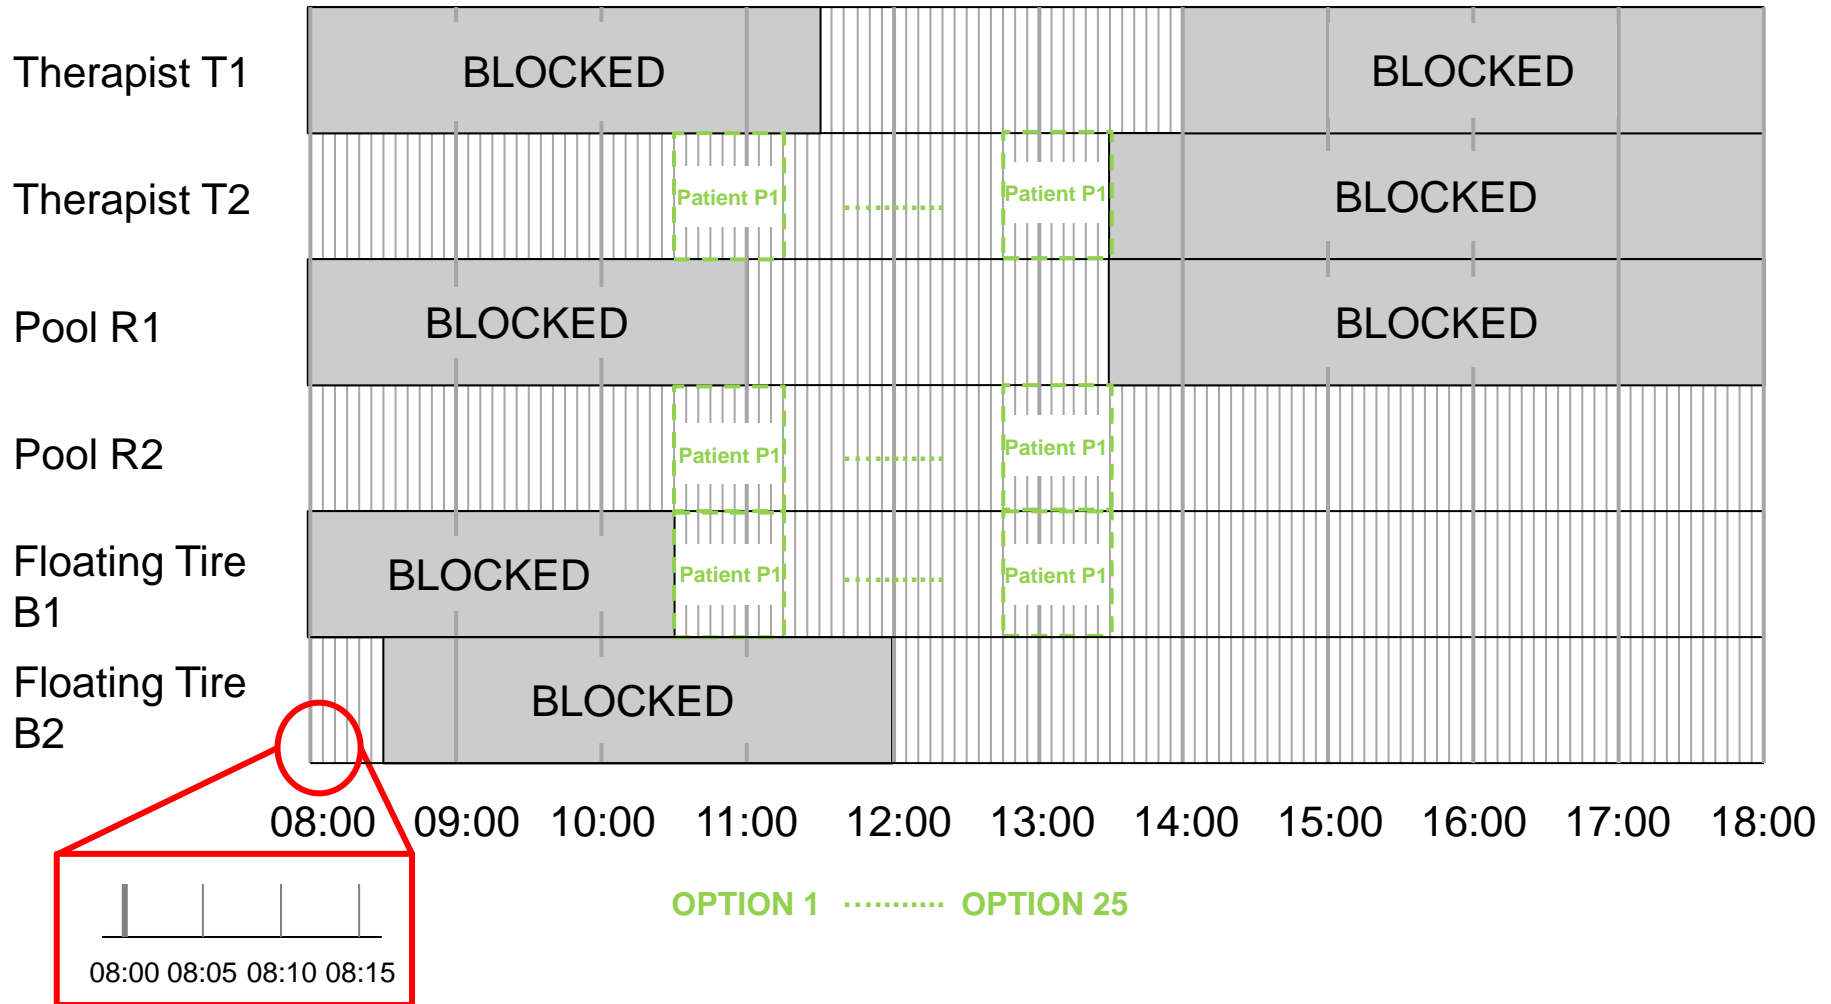 Therapist T1
BLOCKED
BLOCKED
Therapist T2
Patient P1
...........
Patient P1
BLOCKED
Pool R1
BLOCKED
BLOCKED
Pool R2
Patient P1
...........
Patient P1
Floating Tire
B1
BLOCKED
Patient P1
...........
Patient P1
Floating Tire
B2
BLOCKED
08:00 09:00 10:00 11:00 12:00 13:00 14:00 15:00 16:00 17:00 18:00
OPTION 1 ........... OPTION 25
08:00 08:05 08:10 08:15